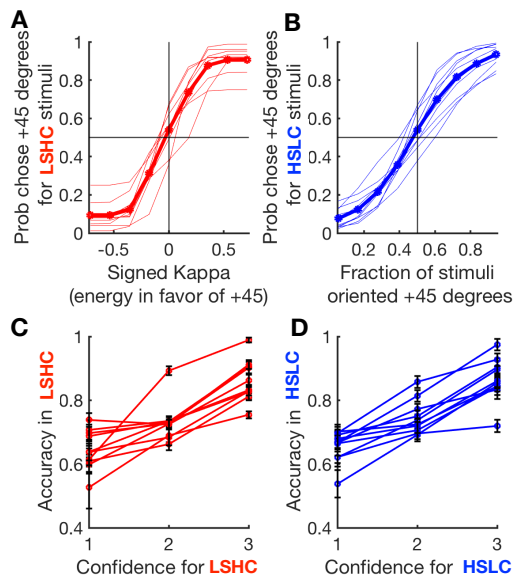 A
Prob chose +45 degrees
for LSHC stimuli
1
0.8
0.6
0.4
0.2
0
-0.5
0
0.5
Signed Kappa
(energy in favor of +45)
B
Prob chose +45 degrees
for HSLC stimuli
1
0.8
0.6
0.4
0.2
0
0.2
0.4
0.6
0.8
Fraction of stimuli
oriented +45 degrees
C
Accuracy in LSHC
1
0.8
0.6
0.4
1
2
3
Confidence for LSHC
D
Accuracy in HSLC
1
0.8
0.6
0.4
1
2
3
Confidence for HSLC